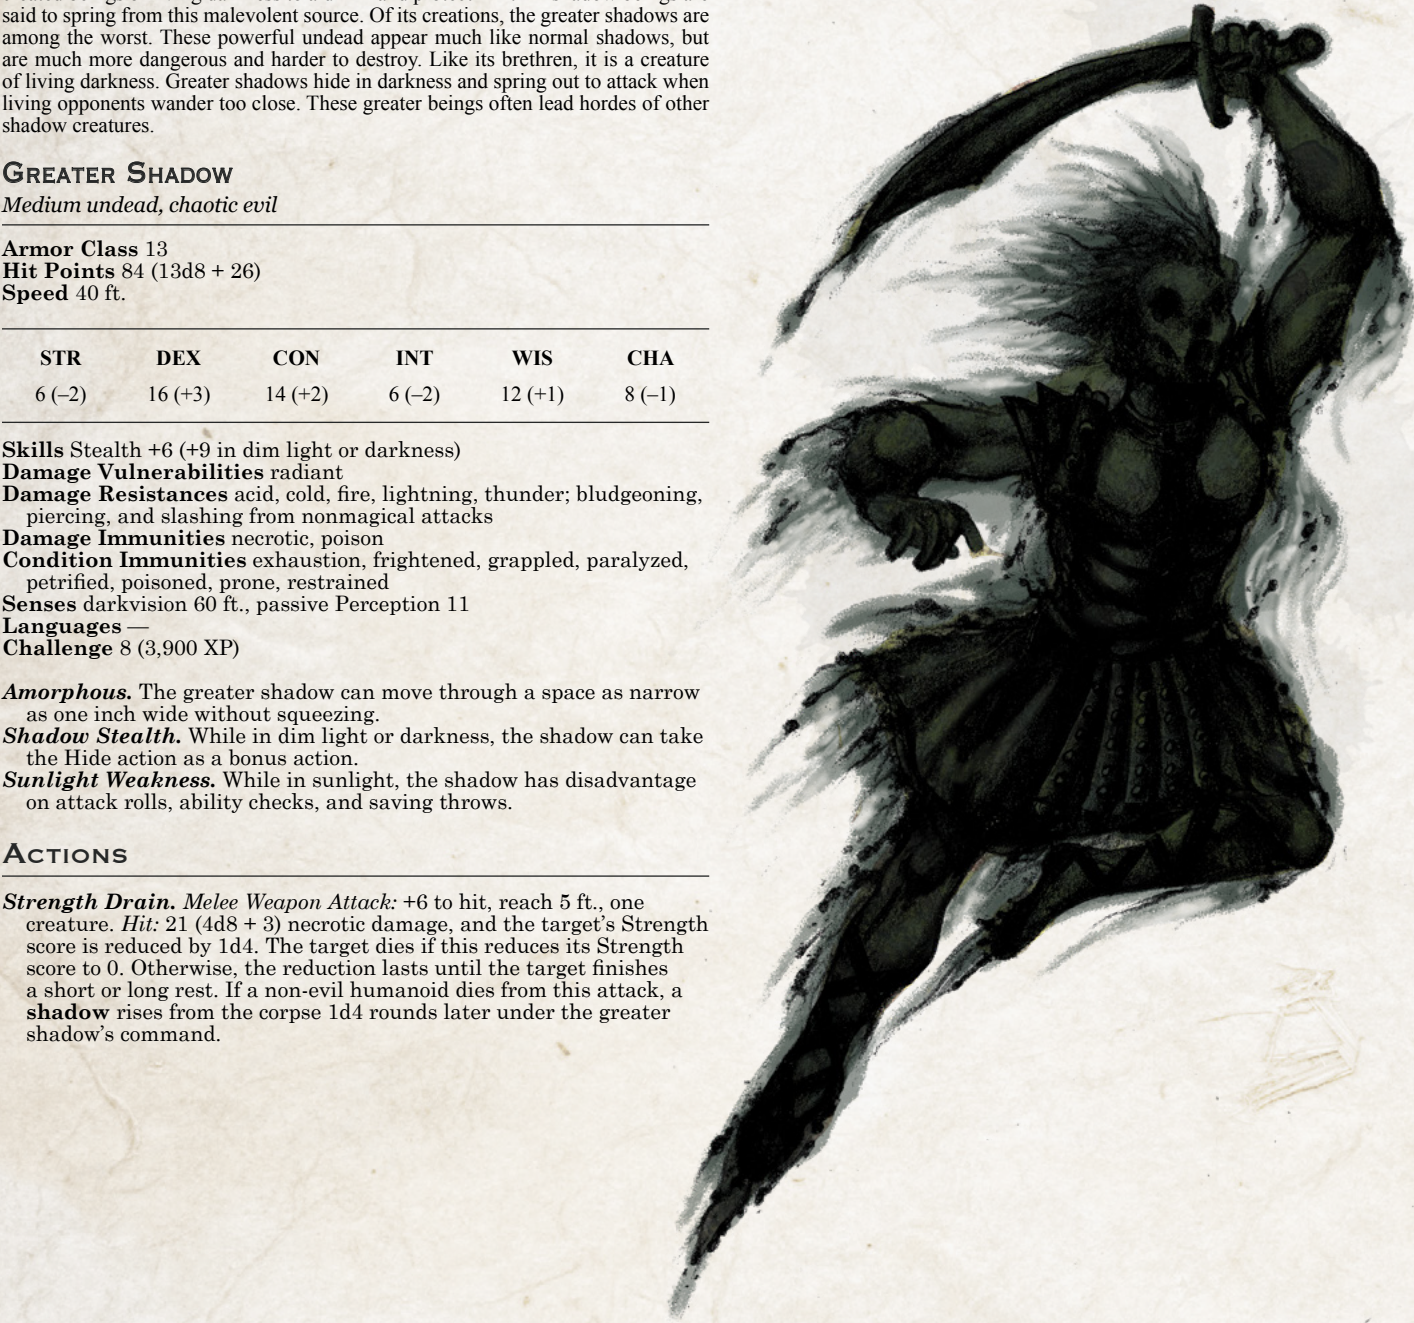 said to spring from this malevolent source. Of its creations, the greater shadows are
among the worst. These powerful undead appear much like normal shadows, but
are much more dangerous and harder to destroy. Like its brethren, it is a creature
of living darkness. Greater shadows hide in darkness and spring out to attack when
living opponents wander too close. These greater beings often lead hordes of other
shadow creatures.
Greater Shadow
Medium undead, chaotic evil
Armor Class 13
Hit Points 84 (13d8 + 26)
Speed 40 ft.
STR DEX CON INT WIS CHA
6 (–2) 16 (+3) 14 (+2) 6 (–2) 12 (+1) 8 (–1)
Skills Stealth +6 (+9 in dim light or darkness)
Damage Vulnerabilities radiant
Damage Resistances acid, cold, fire, lightning, thunder; bludgeoning,
piercing, and slashing from nonmagical attacks
Damage Immunities necrotic, poison
Condition Immunities exhaustion, frightened, grappled, paralyzed,
petrified, poisoned, prone, restrained
Senses darkvision 60 ft., passive Perception 11
Languages —
Challenge 8 (3,900 XP)
Amorphous. The greater shadow can move through a space as narrow
as one inch wide without squeezing.
Shadow Stealth. While in dim light or darkness, the shadow can take
the Hide action as a bonus action.
Sunlight Weakness. While in sunlight, the shadow has disadvantage
on attack rolls, ability checks, and saving throws.
Actions
Strength Drain. Melee Weapon Attack: +6 to hit, reach 5 ft., one
creature. Hit: 21 (4d8 + 3) necrotic damage, and the target’s Strength
score is reduced by 1d4. The target dies if this reduces its Strength
score to 0. Otherwise, the reduction lasts until the target finishes
a short or long rest. If a non-evil humanoid dies from this attack, a
shadow rises from the corpse 1d4 rounds later under the greater
shadow’s command.